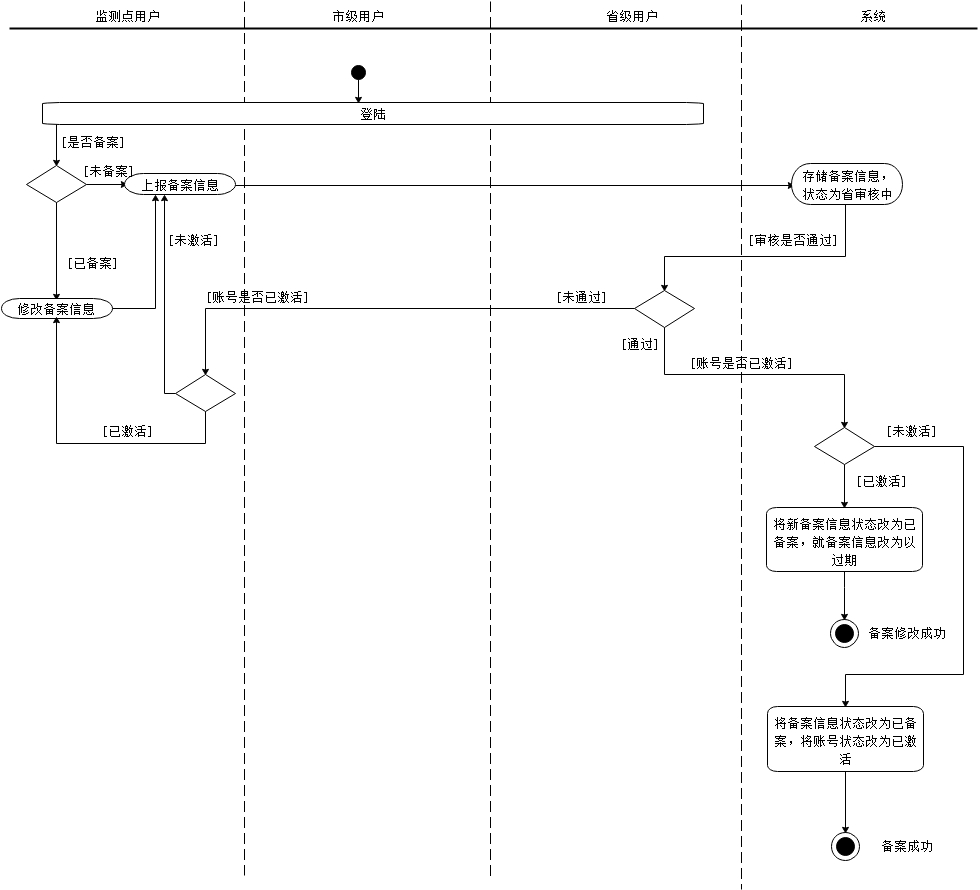 监测点用户
市级用户
省级用户
系统
登陆
[是否备案]
[未备案]
上报备案信息
存储备案信息，
状态为省审核中
[未激活]
[审核是否通过]
[已备案]
修改备案信息
[账号是否已激活]
[未通过]
[通过]
[账号是否已激活]
[已激活]
[未激活]
[已激活]
将新备案信息状态改为已
备案，就备案信息改为以
过期
备案修改成功
将备案信息状态改为已备
案，将账号状态改为已激
活
备案成功